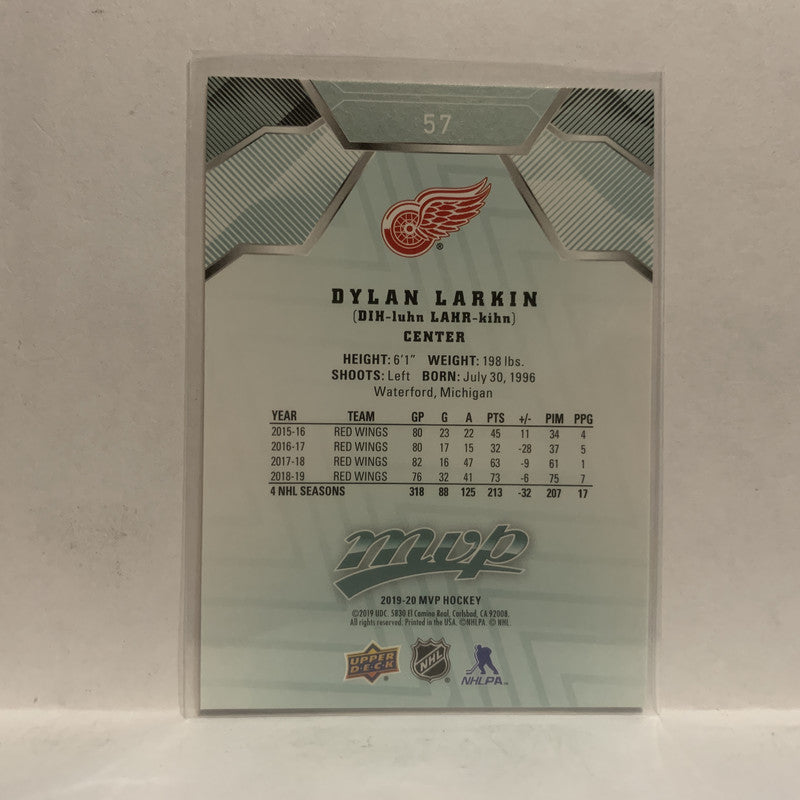 57
DYLAN LARKIN
(DIH-luhn LAHR-kihn)
CENTER
HEIGHT: 6'1" WEIGHT: 198 lbs.
SHOOTS: Left BORN: July 30, 1996
Waterford, Michigan
YEAR TEAM GP G A PTS +/- PIM PPG
2015-16 RED WINGS 80 23 22 45 11 34 4
2016-17 RED WINGS 80 17 15 32 -28 37 5
2017-18 RED WINGS 82 16 47 63 -9 61 1
2018-19 RED WINGS 76 32 41 73 -6 75 7
4 NHL SEASONS 318 88 125 213 -32 207 17
mvp
2019-20 MVP HOCKEY
©2019 UDC. 5830 El Camino Real, Carlsbad, CA 92008.
All rights reserved. Printed in the USA. ©NHLPA. © NHL
UPPER DECK NHL ® NHLPA™